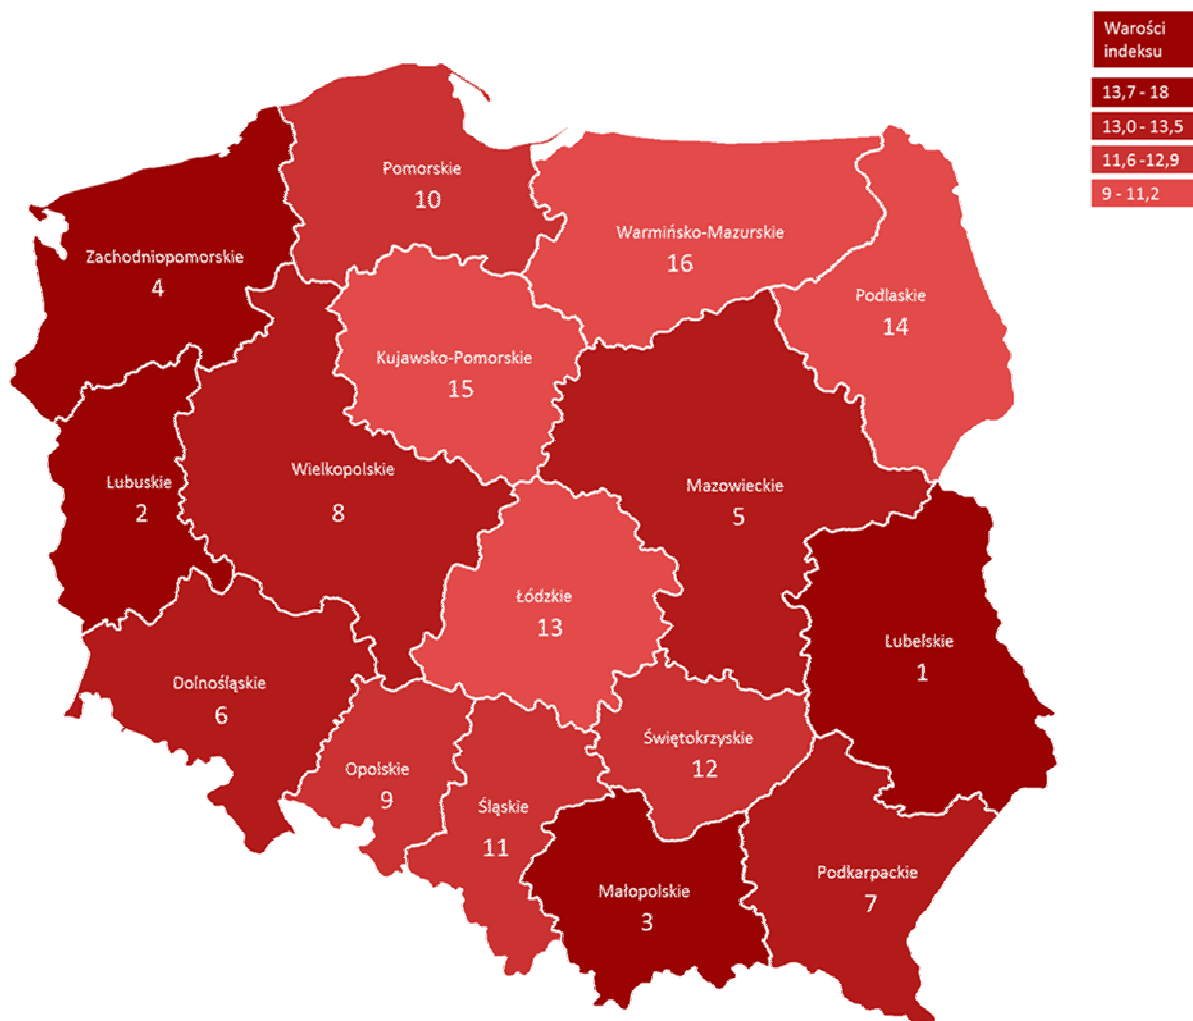 Warości
indeksu
13,7 - 18
13,0 - 13,5
11,6 -12,9
9 - 11,2
Pomorskie
10
Warmińsko-Mazurskie
16
Zachodniopomorskie
4
Podlaskie
14
Kujawsko-Pomorskie
15
Wielkopolskie
8
Lubuskie
2
Mazowieckie
5
Łódzkie
13
Lubelskie
1
Dolnośląskie
6
Świętokrzyskie
12
Opolskie
9
Śląskie
11
Podkarpackie
7
Małopolskie
3